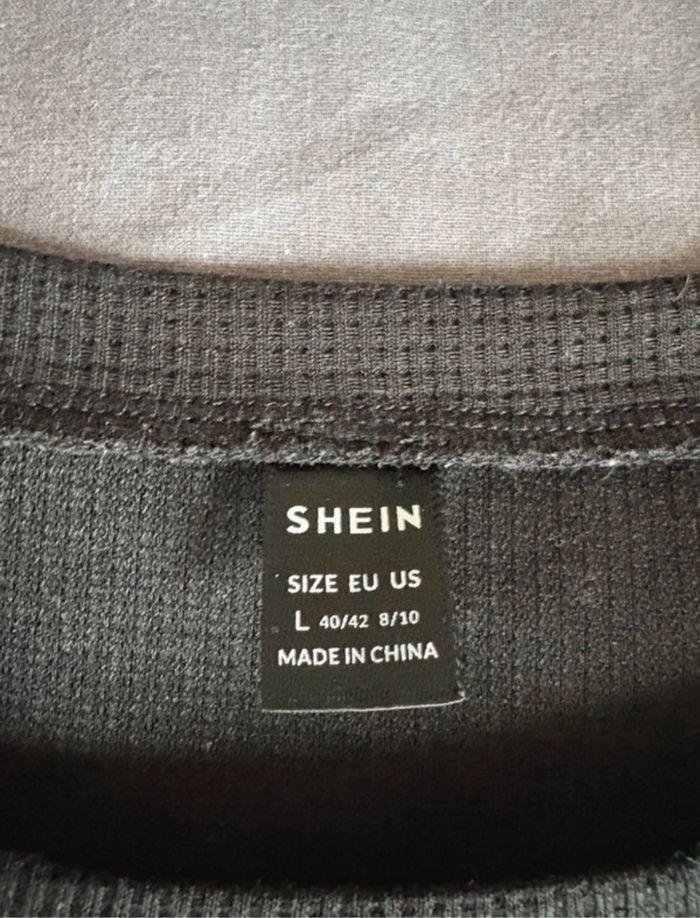 SHEIN
SIZE EU US
L 40/42 8/10
MADE IN CHINA